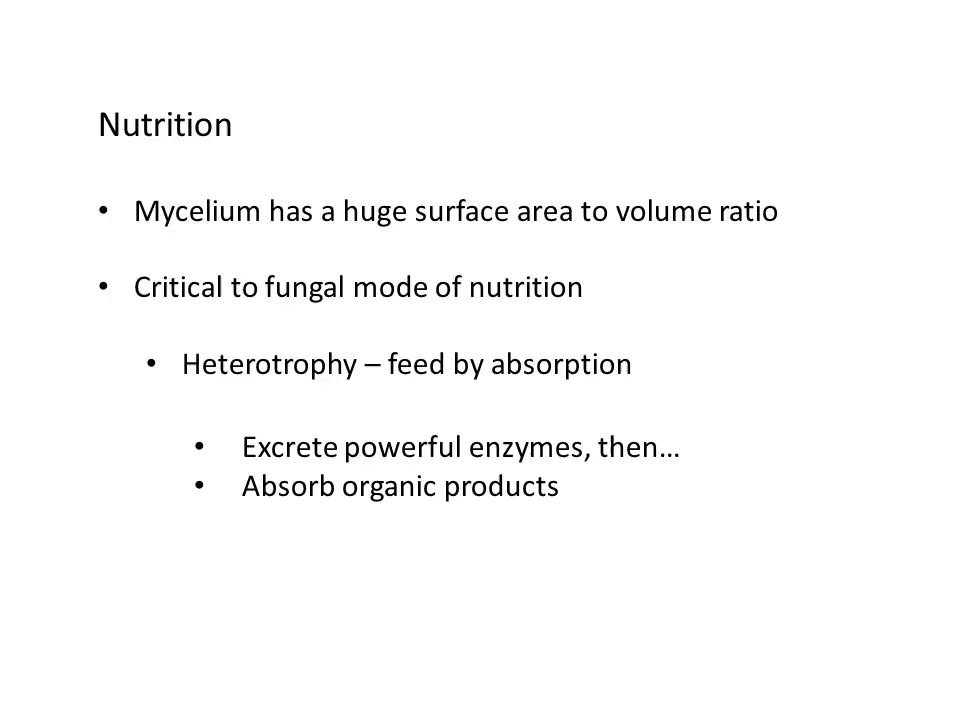 Nutrition
• Mycelium has a huge surface area to volume ratio
• Critical to fungal mode of nutrition
• Heterotrophy – feed by absorption
• Excrete powerful enzymes, then…
• Absorb organic products